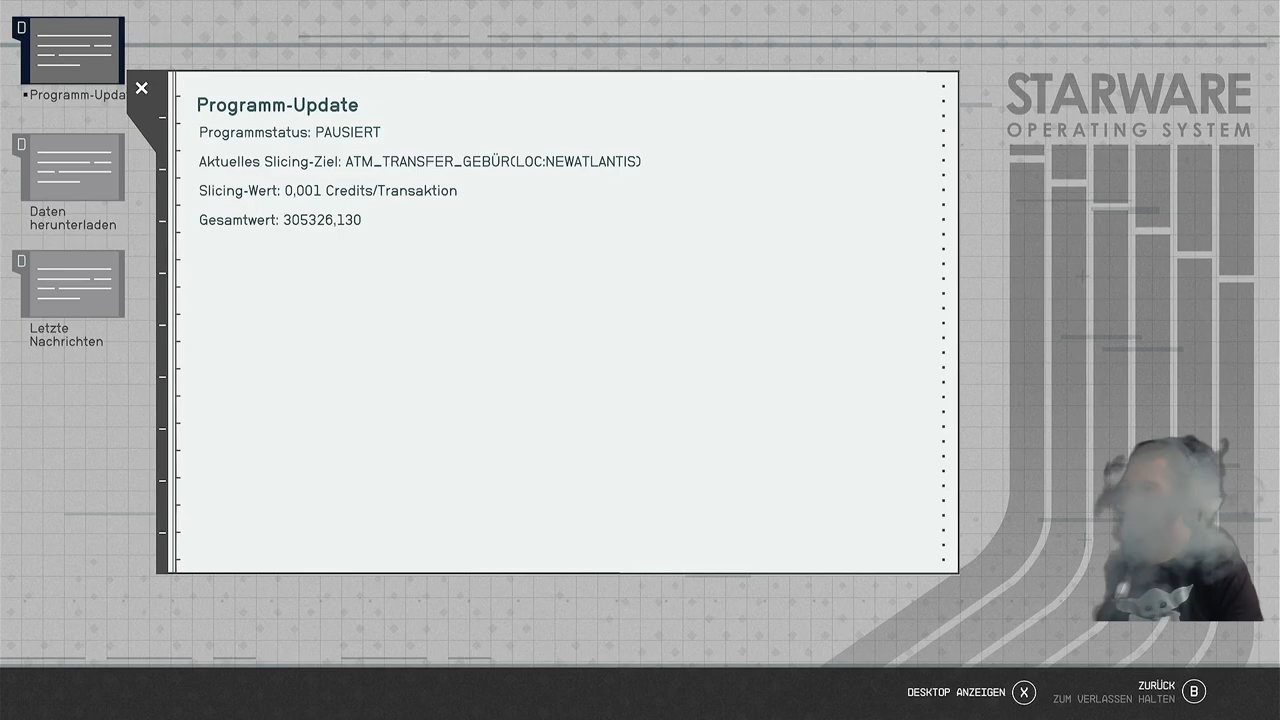 Programm-Upda
Daten
herunterladen
Letzte
Nachrichten
Programm-Update
Programmstatus: PAUSIERT
Aktuelles Slicing-Ziel: ATM_TRANSFER_GEBÜR(LOC:NEWATLANTIS)
Slicing-Wert: 0,001 Credits/Transaktion
Gesamtwert: 305326,130
STARWARE
OPERATING SYSTEM
DESKTOP ANZEIGEN X
ZURÜCK B
ZUM VERLASSEN HALTEN